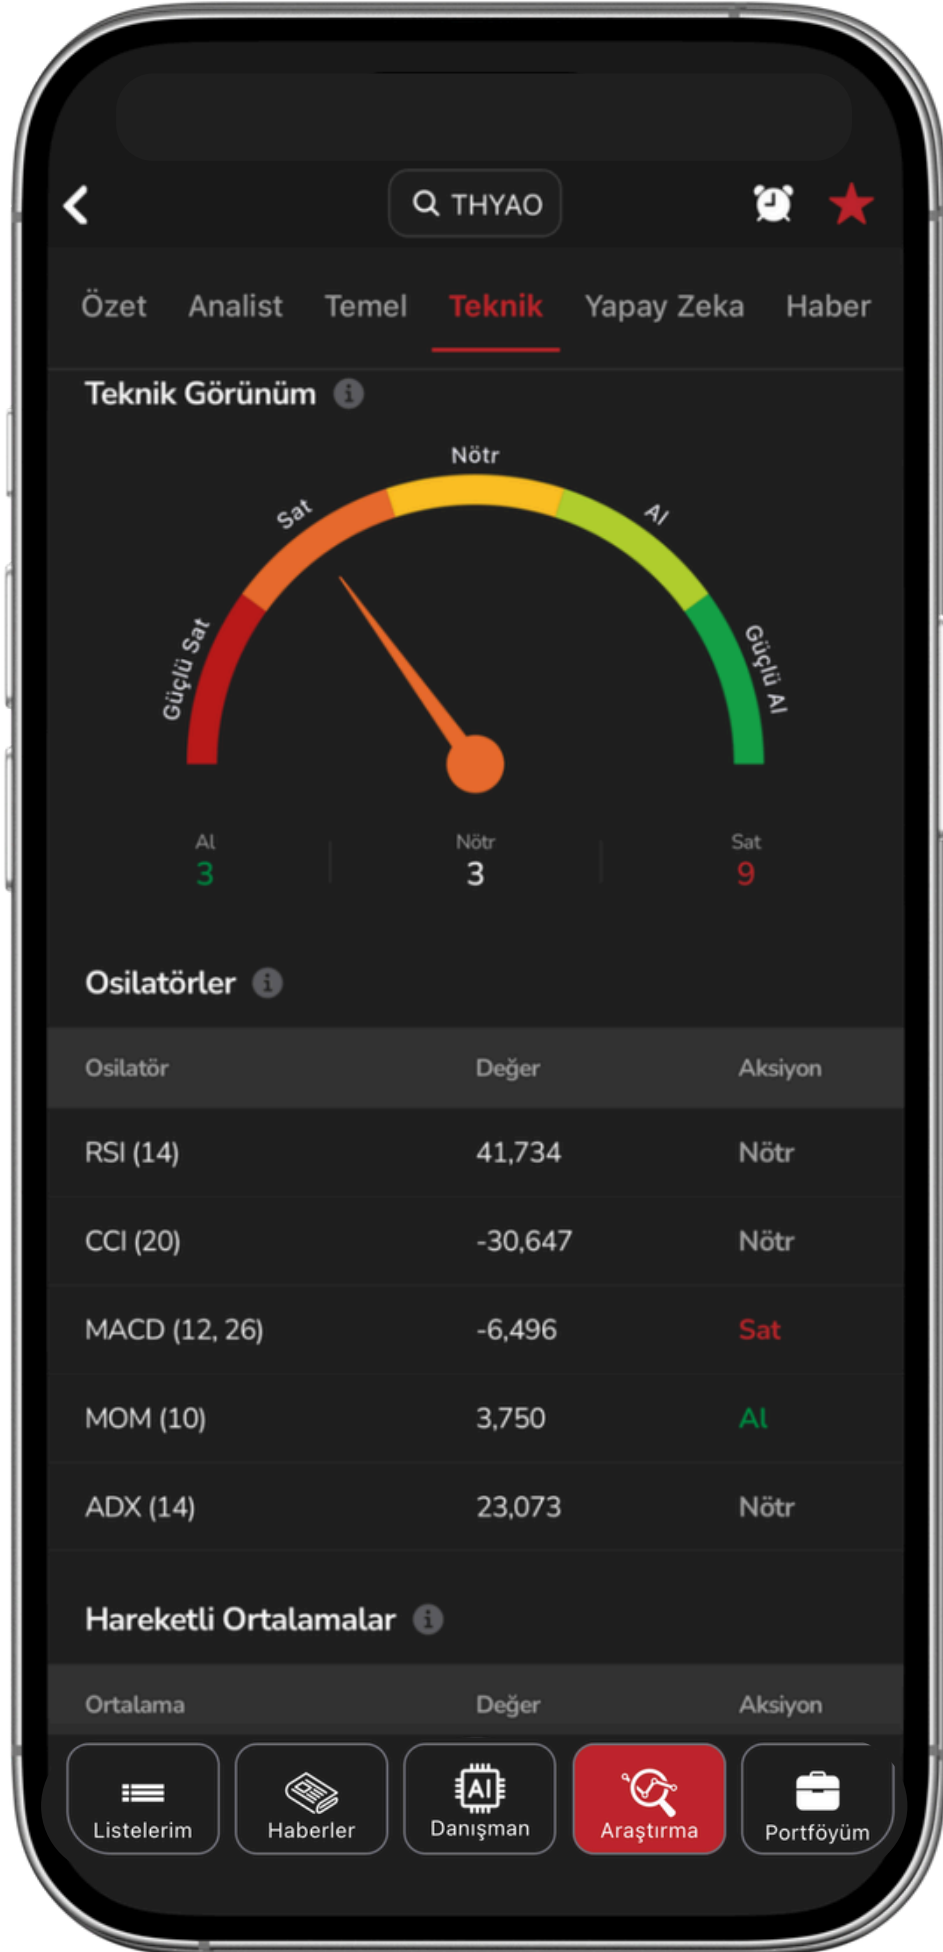 THYAO
Özet Analist Temel Teknik Yapay Zeka Haber
Teknik Görünüm
Güçlü Sat
Sat
Nötr
Al
Güçlü Al
Al Nötr Sat
3 3 9
Osilatörler
Osilatör Değer Aksiyon
RSI (14) 41,734 Nötr
CCI (20) -30,647 Nötr
MACD (12, 26) -6,496 Sat
MOM (10) 3,750 Al
ADX (14) 23,073 Nötr
Hareketli Ortalamalar
Ortalama Değer Aksiyon
AI
Listelerim Haberler Danışman Araştırma Portföyüm